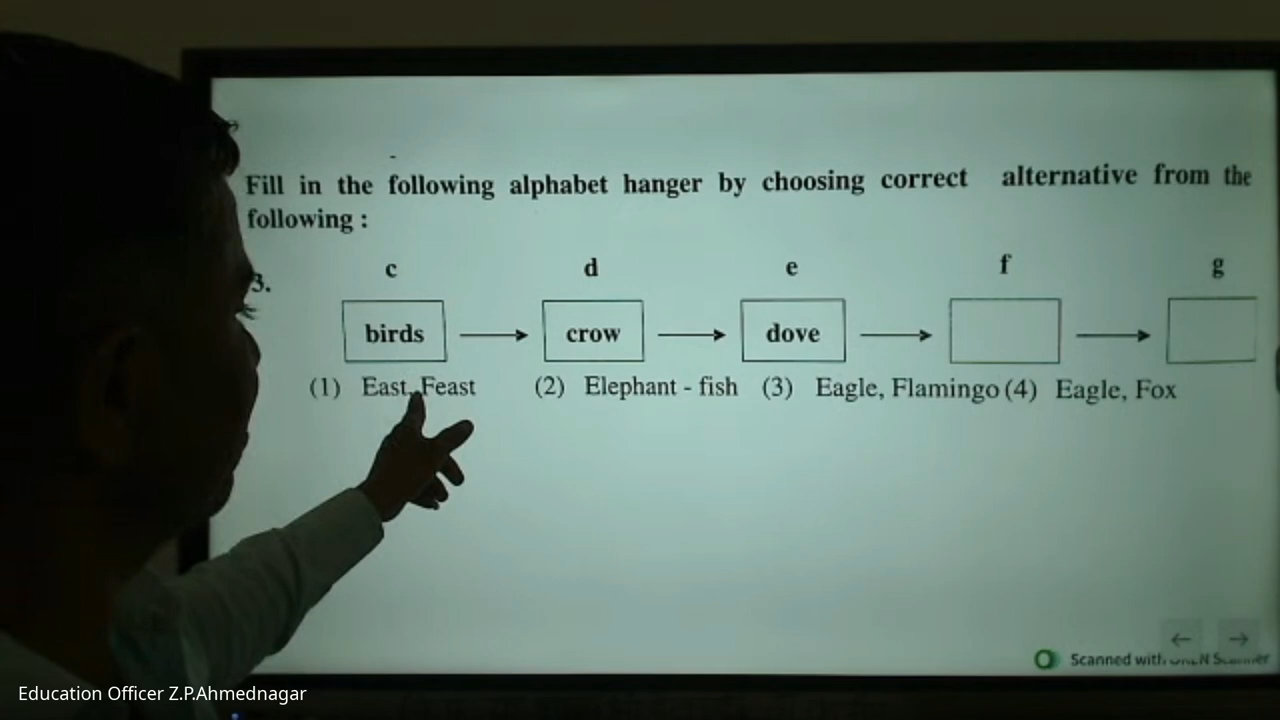 Fill in the following alphabet hanger by choosing correct alternative from the
following :
3.
c d e f g
birds crow dove
(1) East, Feast (2) Elephant - fish (3) Eagle, Flamingo (4) Eagle, Fox
Scanned with
Education Officer Z.P.Ahmednagar